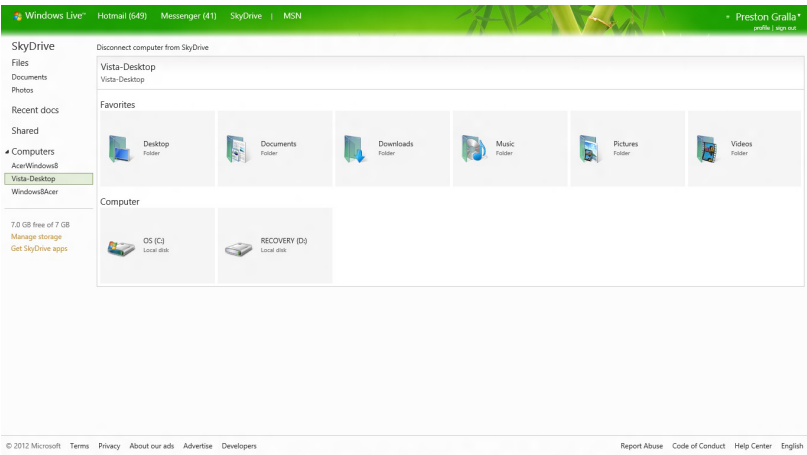 Windows Live™ Hotmail (649) Messenger (41) SkyDrive | MSN Preston Gralla
profile | sign out
SkyDrive
Files
Documents
Photos
Recent docs
Shared
Computers
AcerWindows8
Vista-Desktop
Windows8Acer
7.0 GB free of 7 GB
Manage storage
Get SkyDrive apps
Disconnect computer from SkyDrive
Vista-Desktop
Vista-Desktop
Favorites
Desktop
Folder
Documents
Folder
Downloads
Folder
Music
Folder
Pictures
Folder
Videos
Folder
Computer
OS (C:)
Local disk
RECOVERY (D:)
Local disk
© 2012 Microsoft Terms Privacy About our ads Advertise Developers Report Abuse Code of Conduct Help Center English